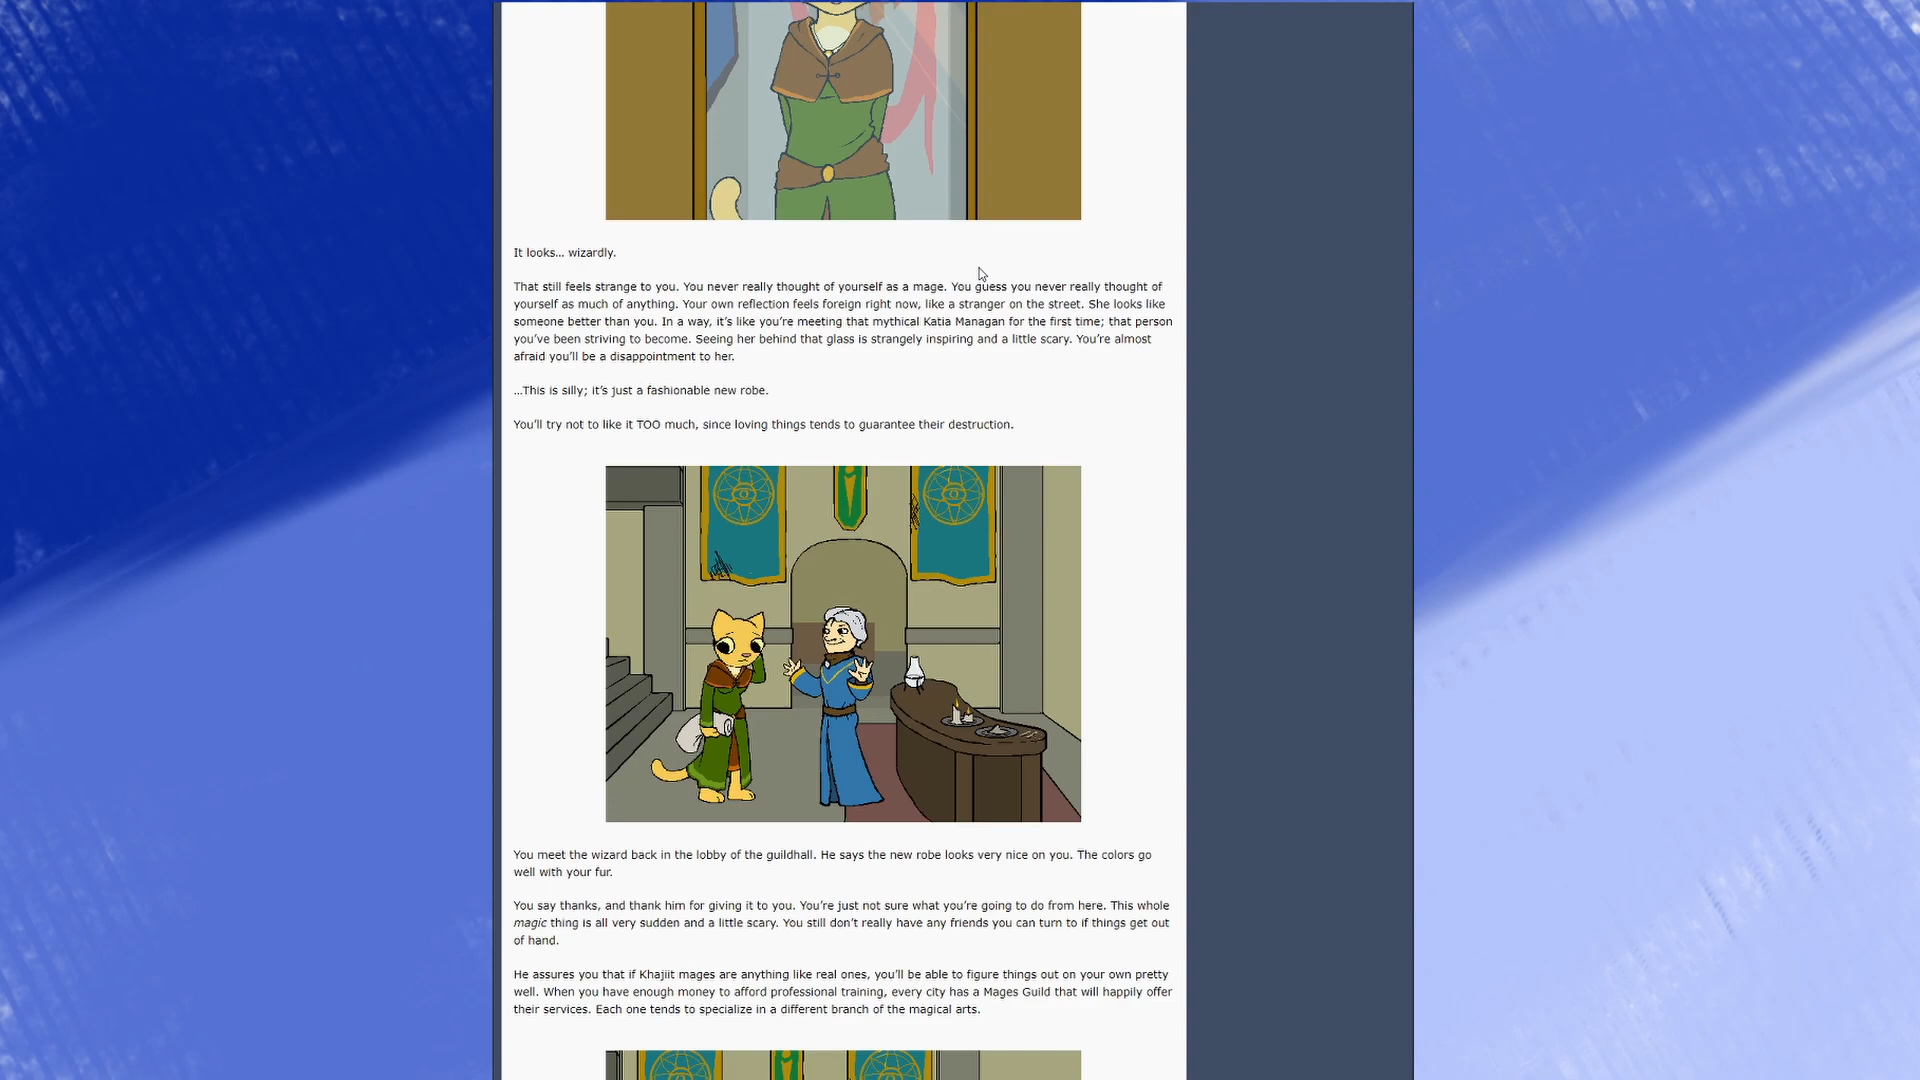 It looks... wizardly.
That still feels strange to you. You never really thought of yourself as a mage. You guess you never really thought of
yourself as much of anything. Your own reflection feels foreign right now, like a stranger on the street. She looks like
someone better than you. In a way, it's like you're meeting that mythical Katia Managan for the first time; that person
you've been striving to become. Seeing her behind that glass is strangely inspiring and a little scary. You're almost
afraid you'll be a disappointment to her.
...This is silly; it's just a fashionable new robe.
You'll try not to like it TOO much, since loving things tends to guarantee their destruction.
You meet the wizard back in the lobby of the guildhall. He says the new robe looks very nice on you. The colors go
well with your fur.
You say thanks, and thank him for giving it to you. You're just not sure what you're going to do from here. This whole
magic thing is all very sudden and a little scary. You still don't really have any friends you can turn to if things get out
of hand.
He assures you that if Khajiit mages are anything like real ones, you'll be able to figure things out on your own pretty
well. When you have enough money to afford professional training, every city has a Mages Guild that will happily offer
their services. Each one tends to specialize in a different branch of the magical arts.